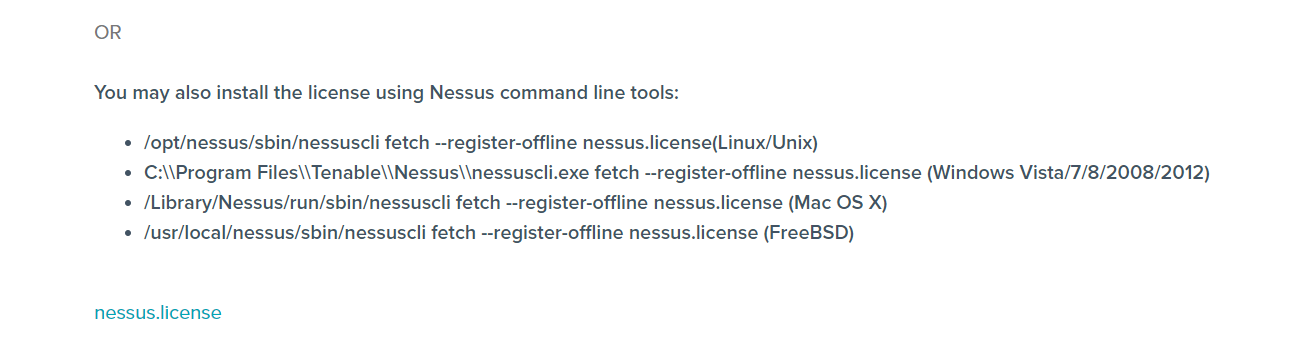 OR
You may also install the license using Nessus command line tools:
• /opt/nessus/sbin/nessuscli fetch --register-offline nessus.license(Linux/Unix)
• C:\\Program Files\\Tenable\\Nessus\\nessuscli.exe fetch --register-offline nessus.license (Windows Vista/7/8/2008/2012)
• /Library/Nessus/run/sbin/nessuscli fetch --register-offline nessus.license (Mac OS X)
• /usr/local/nessus/sbin/nessuscli fetch --register-offline nessus.license (FreeBSD)
nessus.license